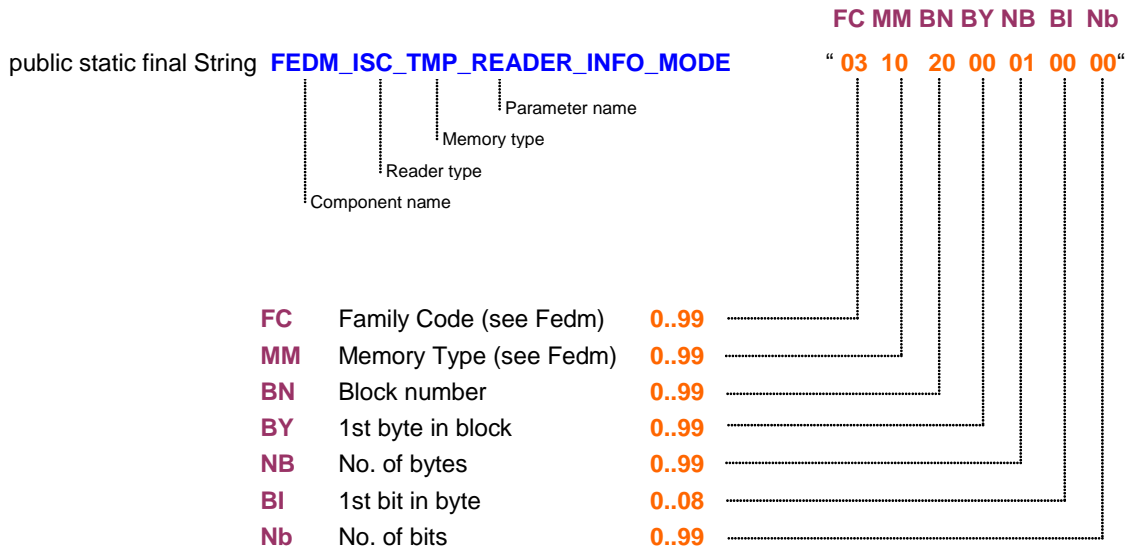 FC MM BN BY NB BI Nb
public static final String FEDM_ISC_TMP_READER_INFO_MODE “ 03 10 20 00 01 00 00“
Parameter name
Memory type
Reader type
Component name
FC Family Code (see Fedm) 0..99
MM Memory Type (see Fedm) 0..99
BN Block number 0..99
BY 1st byte in block 0..99
NB No. of bytes 0..99
BI 1st bit in byte 0..08
Nb No. of bits 0..99